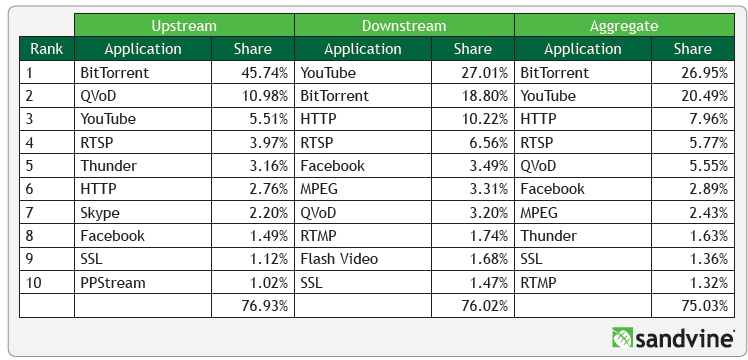 Upstream Downstream Aggregate
Rank Application Share Application Share Application Share
1 BitTorrent 45.74% YouTube 27.01% BitTorrent 26.95%
2 QVoD 10.98% BitTorrent 18.80% YouTube 20.49%
3 YouTube 5.51% HTTP 10.22% HTTP 7.96%
4 RTSP 3.97% RTSP 6.56% RTSP 5.77%
5 Thunder 3.16% Facebook 3.49% QVoD 5.55%
6 HTTP 2.76% MPEG 3.31% Facebook 2.89%
7 Skype 2.20% QVoD 3.20% MPEG 2.43%
8 Facebook 1.49% RTMP 1.74% Thunder 1.63%
9 SSL 1.12% Flash Video 1.68% SSL 1.36%
10 PPStream 1.02% SSL 1.47% RTMP 1.32%
76.93% 76.02% 75.03%
sandvine